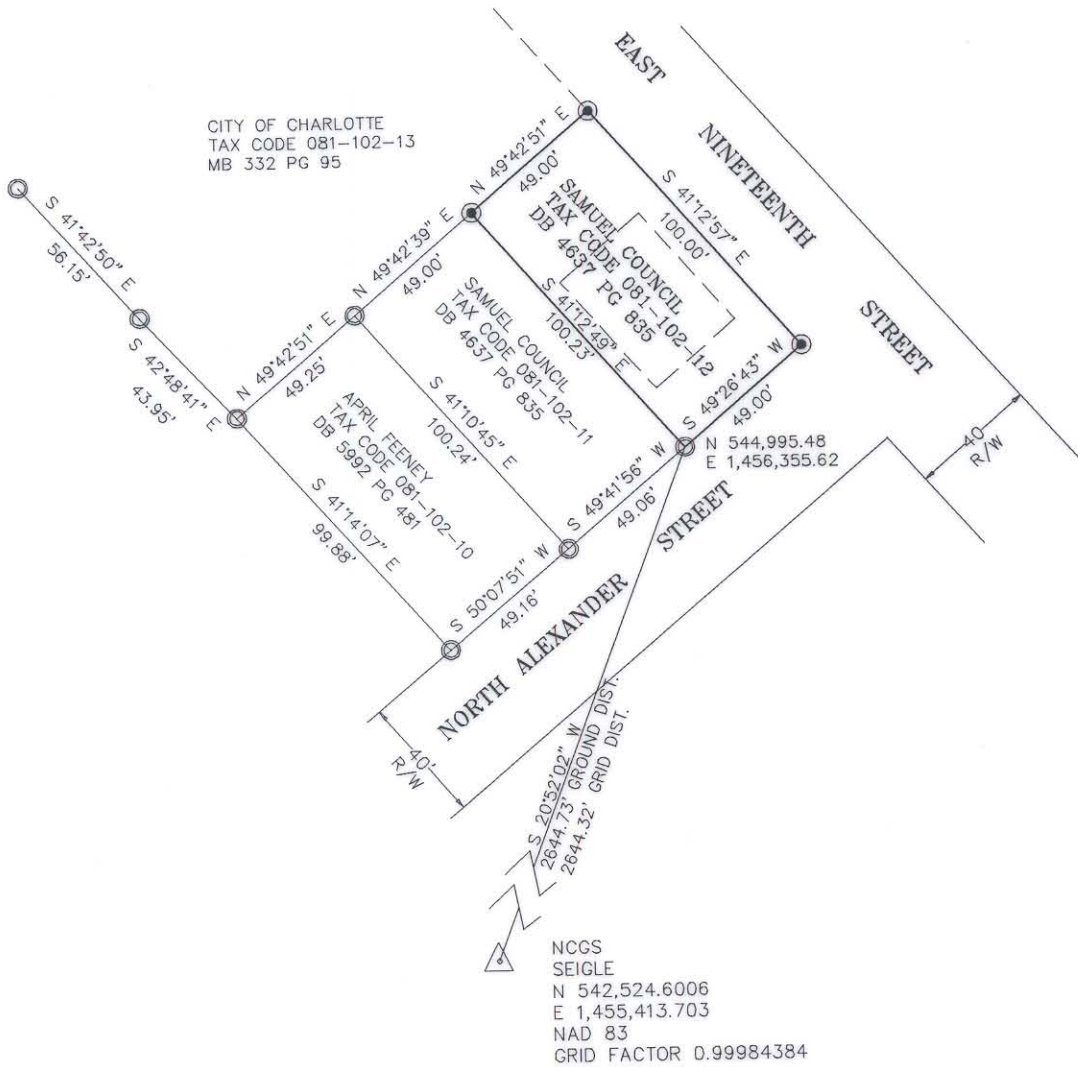 EAST
NINETEENTH
STREET
CITY OF CHARLOTTE
TAX CODE 081-102-13
MB 332 PG 95
S 41°42'50" E
56.15'
S 42°48'41" E
43.95'
N 49°42'51" E
49.25'
N 49°42'39" E
49.00'
N 49°42'51" E
49.00'
S 41°12'57" E
100.00'
SAMUEL COUNCIL
TAX CODE 081-102-12
DB 4637 PG 835
S 41°12'49" E
100.23'
SAMUEL COUNCIL
TAX CODE 081-102-11
DB 4637 PG 835
S 41°10'45" E
100.24'
APRIL FEENEY
TAX CODE 081-102-10
DB 5992 PG 481
S 41°14'07" E
99.88'
S 49°26'43" W
49.00'
S 49°41'56" W
49.06'
S 50°07'51" W
49.16'
N 544,995.48
E 1,456,355.62
40
R/W
NORTH ALEXANDER STREET
40'
R/W
S 20°52'02" W
2644.73' GROUND DIST.
2644.32' GRID DIST.
NCGS
SEIGLE
N 542,524.6006
E 1,455,413.703
NAD 83
GRID FACTOR 0.99984384